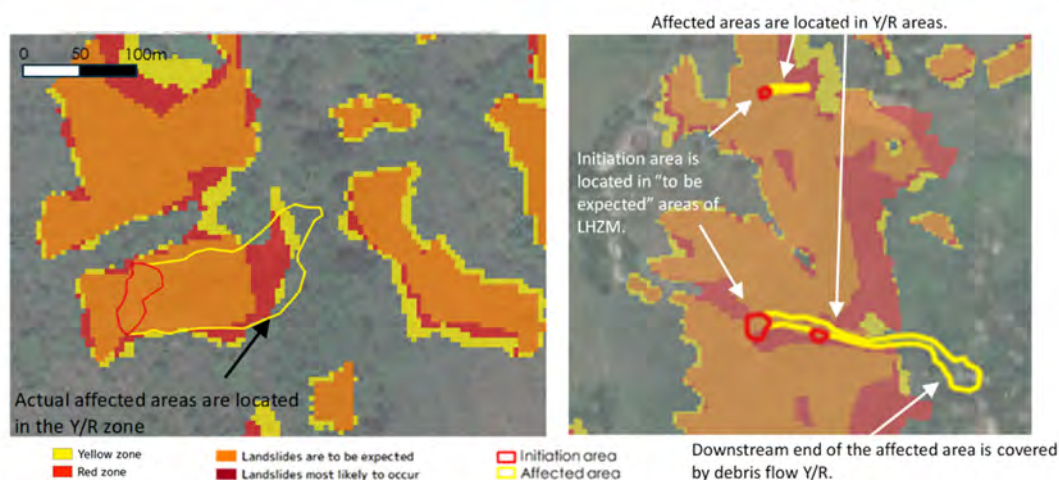 Affected areas are located in Y/R areas.
0 50 100m
Initiation area is
located in "to be
expected" areas of
LHZM.
Actual affected areas are located
in the Y/R zone
Downstream end of the affected area is covered
by debris flow Y/R.
Yellow zone
Red zone
Landslides are to be expected
Landslides most likely to occur
Initiation area
Affected area